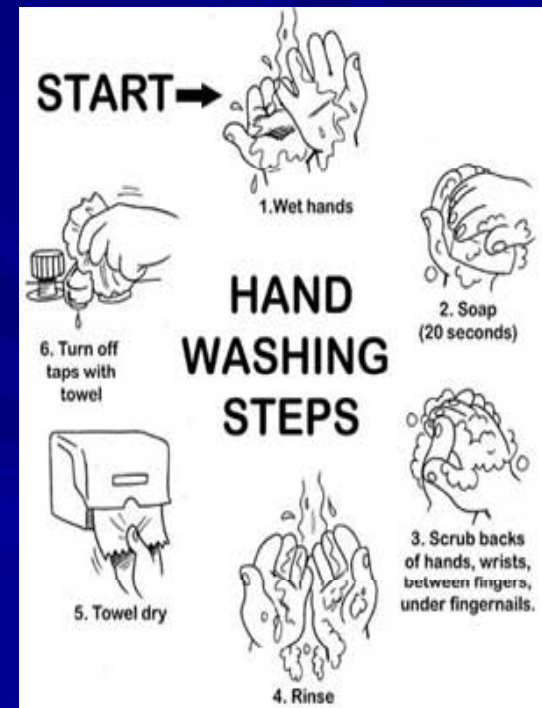 START
1.Wet hands
2. Soap
(20 seconds)
3. Scrub backs
of hands, wrists,
between fingers,
under fingernails.
4. Rinse
5. Towel dry
6. Turn off
taps with
towel
HAND
WASHING
STEPS